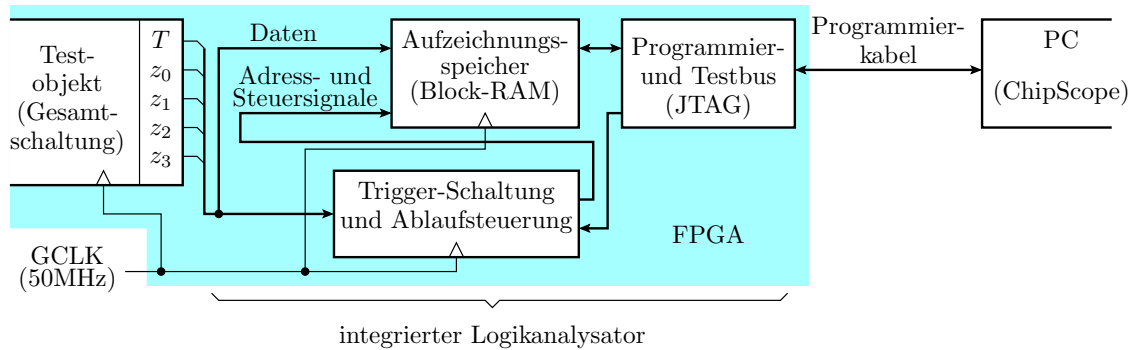 Test-
objekt
(Gesamt-
schaltung)
T
z0
z1
z2
z3
Daten
Adress- und
Steuersignale
Aufzeichnungs-
speicher
(Block-RAM)
Programmier-
und Testbus
(JTAG)
Programmier-
kabel
PC
(ChipScope)
Trigger-Schaltung
und Ablaufsteuerung
FPGA
GCLK
(50MHz)
integrierter Logikanalysator